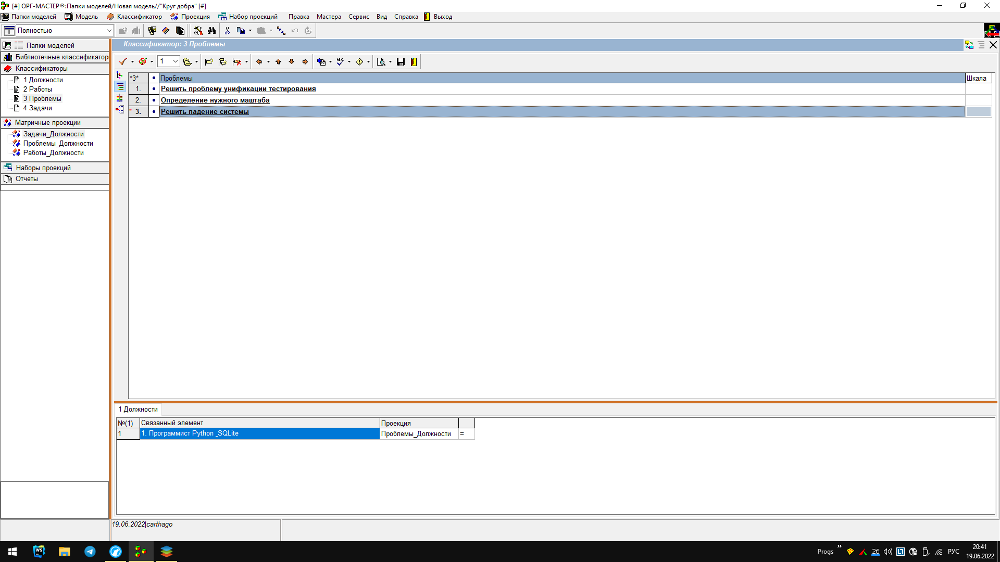 [#] ОРГ-МАСТЕР®:Папки моделей/Новая модель//"Круг добра" [#]
Папки моделей Модель Классификатор Проекция Набор проекций Правка Мастера Сервис Вид Справка Выход
Полностью
Папки моделей
Библиотечные классификатор
Классификаторы
1 Должности
2 Работы
3 Проблемы
4 Задачи
Матричные проекции
Задачи_Должности
Проблемы_Должности
Работы_Должности
Наборы проекций
Отчеты
Классификатор: 3 Проблемы
1
*3* Проблемы Шкала
1. Решить проблему унификации тестирования
2. Определение нужного маштаба
* 3. Решить падение системы
1 Должности
№(1) Связанный элемент Проекция
1 1. Программист Python _SQLite Проблемы_Должности =
19.06.2022|carthago
WS
Progs » 26 РУС 20:41
19.06.2022